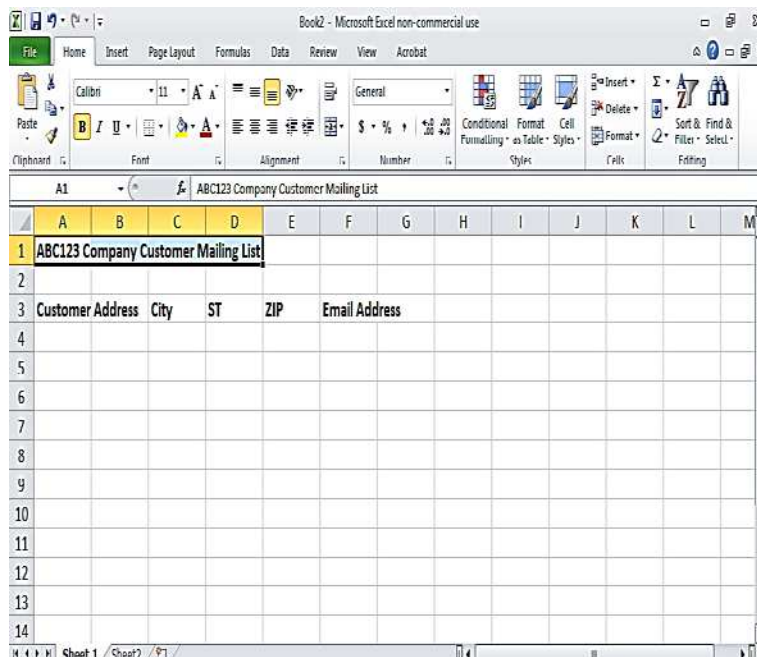 Book2 - Microsoft Excel non-commercial use
File Home Insert Page Layout Formulas Data Review View Acrobat
Calibri 11 A A General Insert Σ
Paste B I U A $ % , Conditional Format Cell Delete Sort & Find &
Formatting as Table Styles Format Filter Select
Clipboard Font Alignment Number Styles Cells Editing
A1 fx ABC123 Company Customer Mailing List
A B C D E F G H I J K L M
1 ABC123 Company Customer Mailing List
2
3 Customer Address City ST ZIP Email Address
4
5
6
7
8
9
10
11
12
13
14
Sheet 1 Sheet2